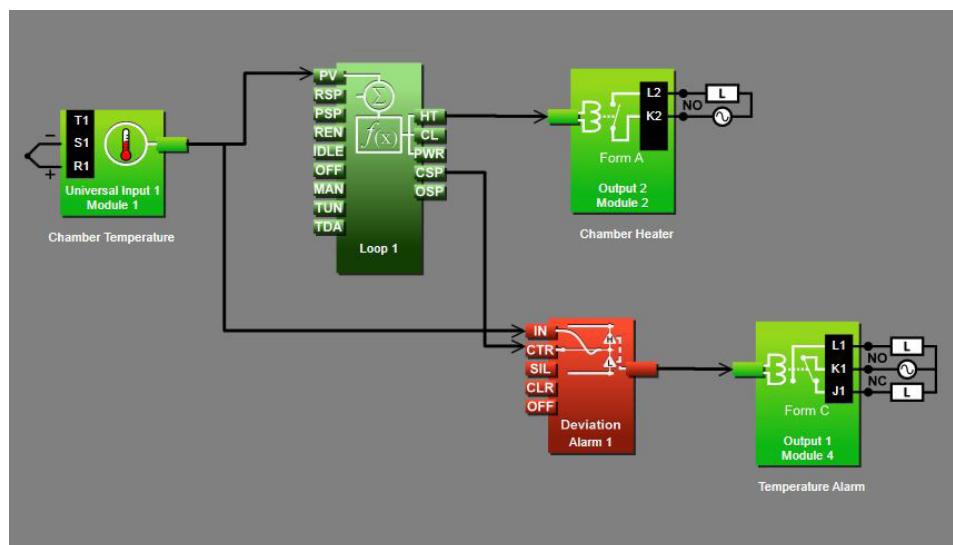 T1
S1
R1
−
+
Universal Input 1
Module 1
Chamber Temperature
PV
RSP
PSP
REN
IDLE
OFF
MAN
TUN
TDA
Σ
f(x)
HT
CL
PWR
CSP
OSP
Loop 1
L2
K2
NO
L
Form A
Output 2
Module 2
Chamber Heater
IN
CTR
SIL
CLR
OFF
H
L
Deviation
Alarm 1
L1
K1
J1
NO
NC
L
L
Form C
Output 1
Module 4
Temperature Alarm